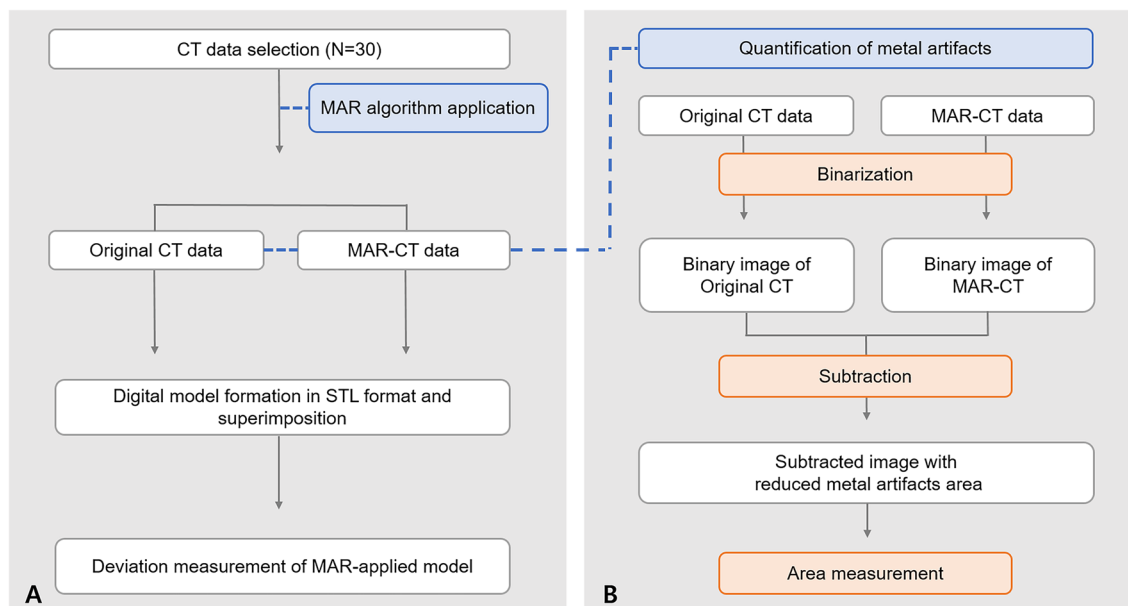 CT data selection (N=30)
MAR algorithm application
Original CT data
MAR-CT data
Digital model formation in STL format and
superimposition
Deviation measurement of MAR-applied model
A
Quantification of metal artifacts
Original CT data
MAR-CT data
Binarization
Binary image of
Original CT
Binary image of
MAR-CT
Subtraction
Subtracted image with
reduced metal artifacts area
Area measurement
B